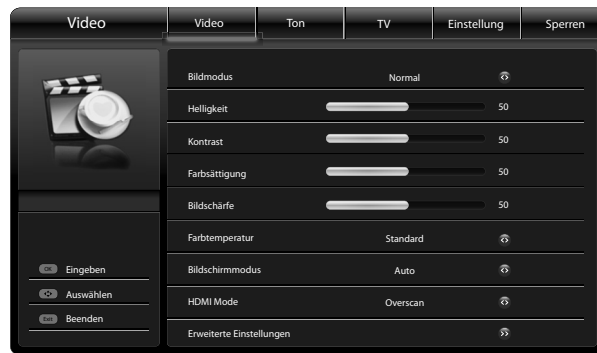 Video
Video Ton TV Einstellung Sperren
Bildmodus Normal
Helligkeit 50
Kontrast 50
Farbsättigung 50
Bildschärfe 50
Farbtemperatur Standard
Bildschirmmodus Auto
HDMI Mode Overscan
Erweiterte Einstellungen
OK Eingeben
Auswählen
Exit Beenden